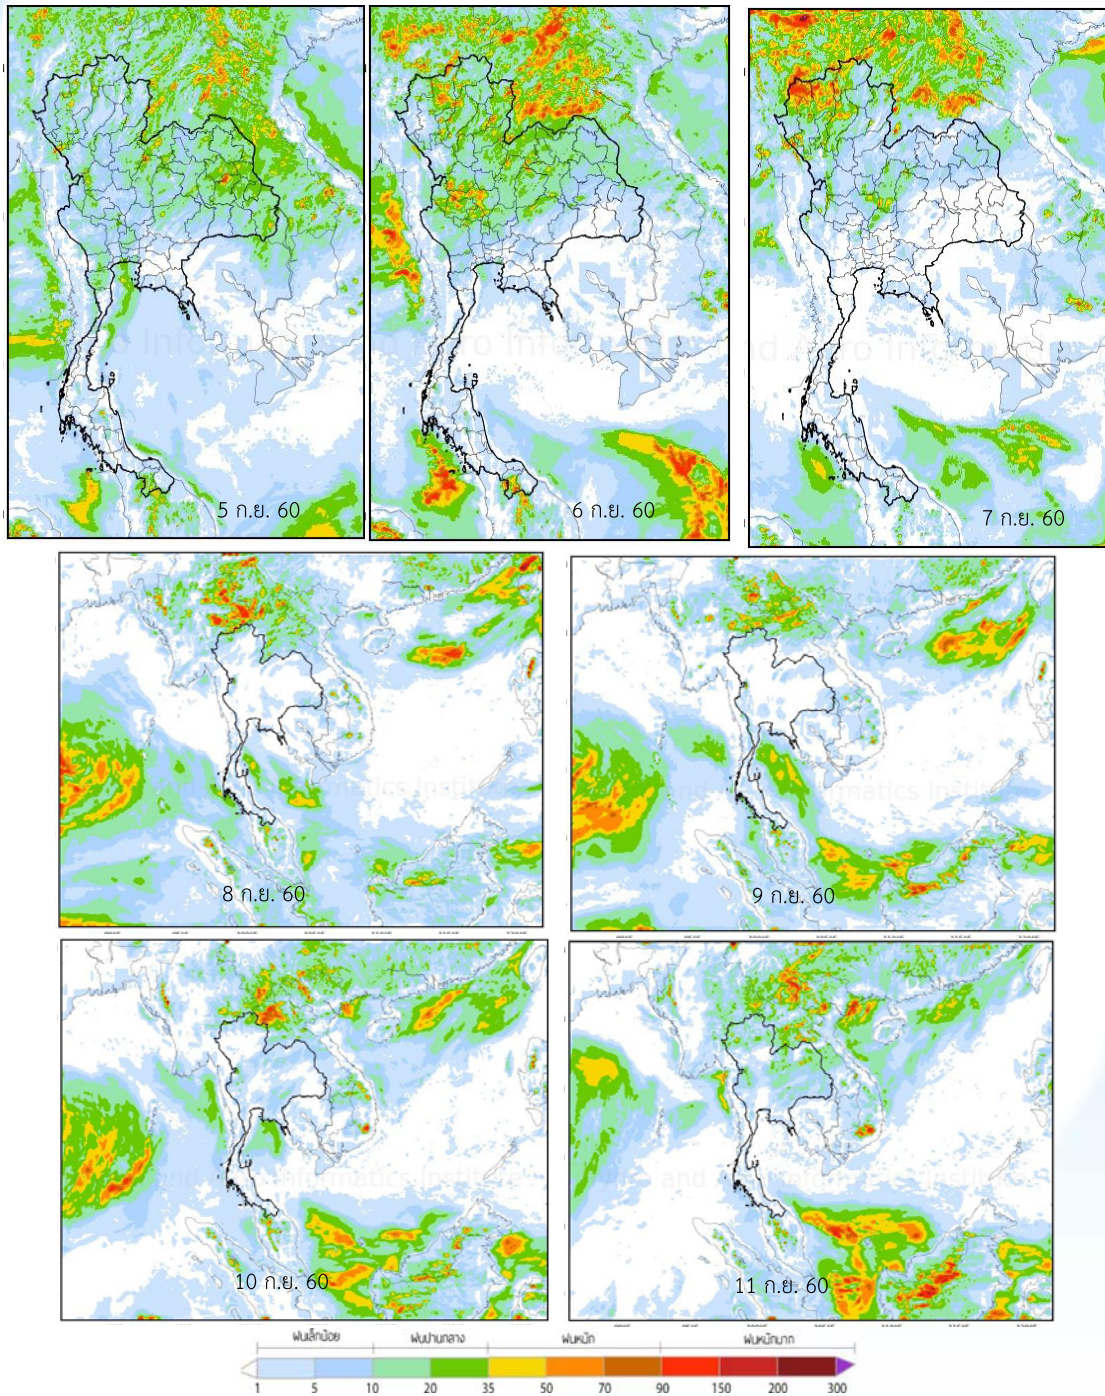 5 ก.ย. 60
6 ก.ย. 60
7 ก.ย. 60
8 ก.ย. 60
9 ก.ย. 60
10 ก.ย. 60
11 ก.ย. 60
ฝนเล็กน้อย ฝนปานกลาง ฝนหนัก ฝนหนักมาก
1 5 10 20 35 50 70 90 150 200 300